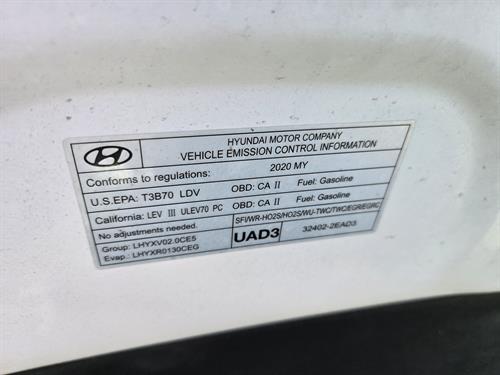 HYUNDAI MOTOR COMPANY
VEHICLE EMISSION CONTROL INFORMATION
Conforms to regulations: 2020 MY
U.S.EPA: T3B70 LDV OBD: CA II Fuel: Gasoline
California: LEV III ULEV70 PC OBD: CA II Fuel: Gasoline
No adjustments needed. SFI/WR-HO2S/HO2S/WU-TWC/TWC/EGR/EGRC
Group: LHYXV02.0CE5 UAD3 32402-2EAD3
Evap.: LHYXR0130CEG